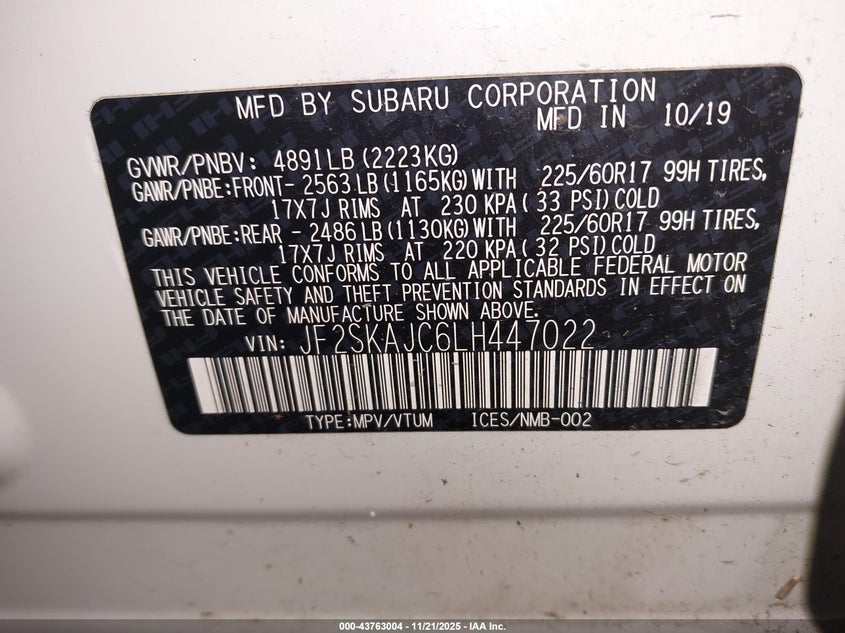 MFD BY SUBARU CORPORATION
MFD IN 10/19
GVWR/PNBV: 4891LB (2223KG)
GAWR/PNBE:FRONT- 2563 LB (1165KG) WITH 225/60R17 99H TIRES,
17X7J RIMS AT 230 KPA ( 33 PSI) COLD
GAWR/PNBE:REAR - 2486 LB (1130KG) WITH 225/60R17 99H TIRES,
17X7J RIMS AT 220 KPA ( 32 PSI) COLD
THIS VEHICLE CONFORMS TO ALL APPLICABLE FEDERAL MOTOR
VEHICLE SAFETY AND THEFT PREVENTION STANDARDS IN EFFECT ON
THE DATE OF MANUFACTURE SHOWN ABOVE.
VIN: JF2SKAJC6LH447022
TYPE:MPV/VTUM ICES/NMB-002
000-43763004 - 11/21/2025 - IAA Inc.